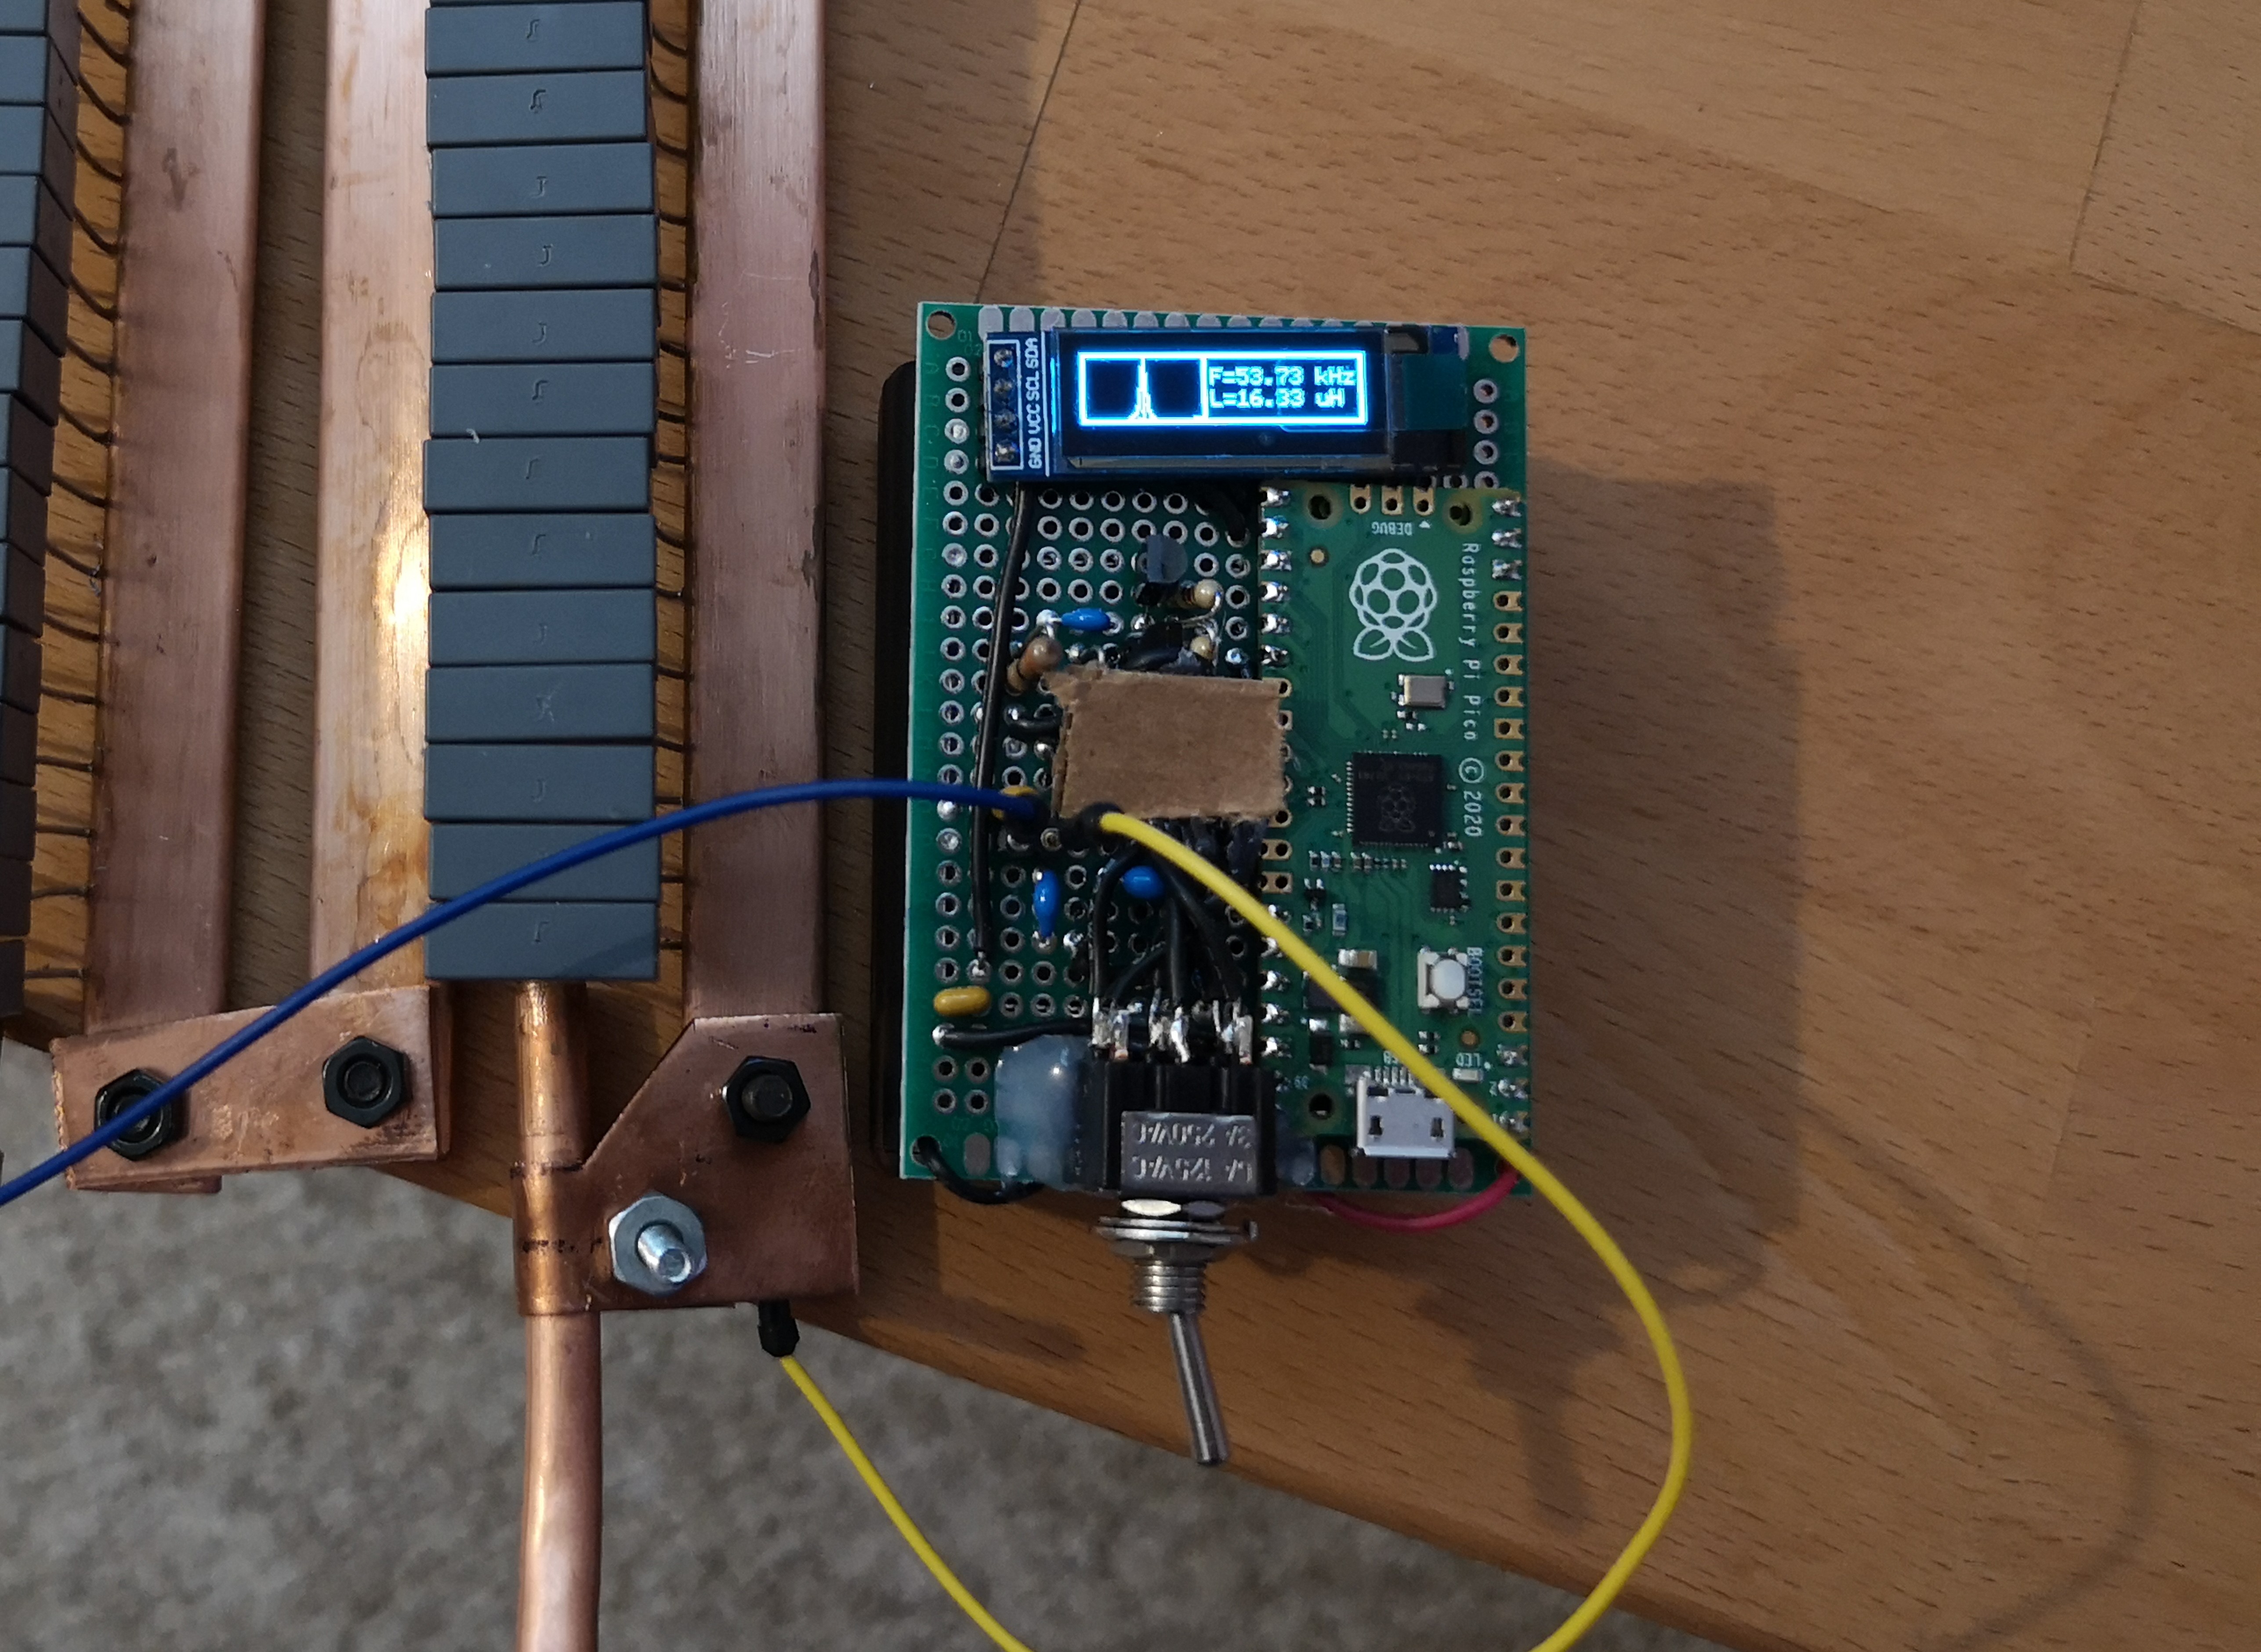 GND VCC SCL SDA
F=53.73 kHz
L=16.33 uH
DEBUG
Raspberry Pi Pico © 2020
BOOTSEL
LED
6A 125VAC
3A 250VAC